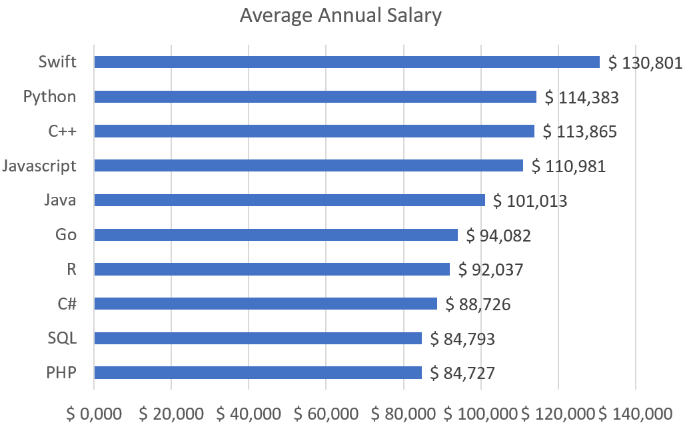 Average Annual Salary
Swift $ 130,801
Python $ 114,383
C++ $ 113,865
Javascript $ 110,981
Java $ 101,013
Go $ 94,082
R $ 92,037
C# $ 88,726
SQL $ 84,793
PHP $ 84,727
$ 0,000 $ 20,000 $ 40,000 $ 60,000 $ 80,000 $ 100,000 $ 120,000 $ 140,000